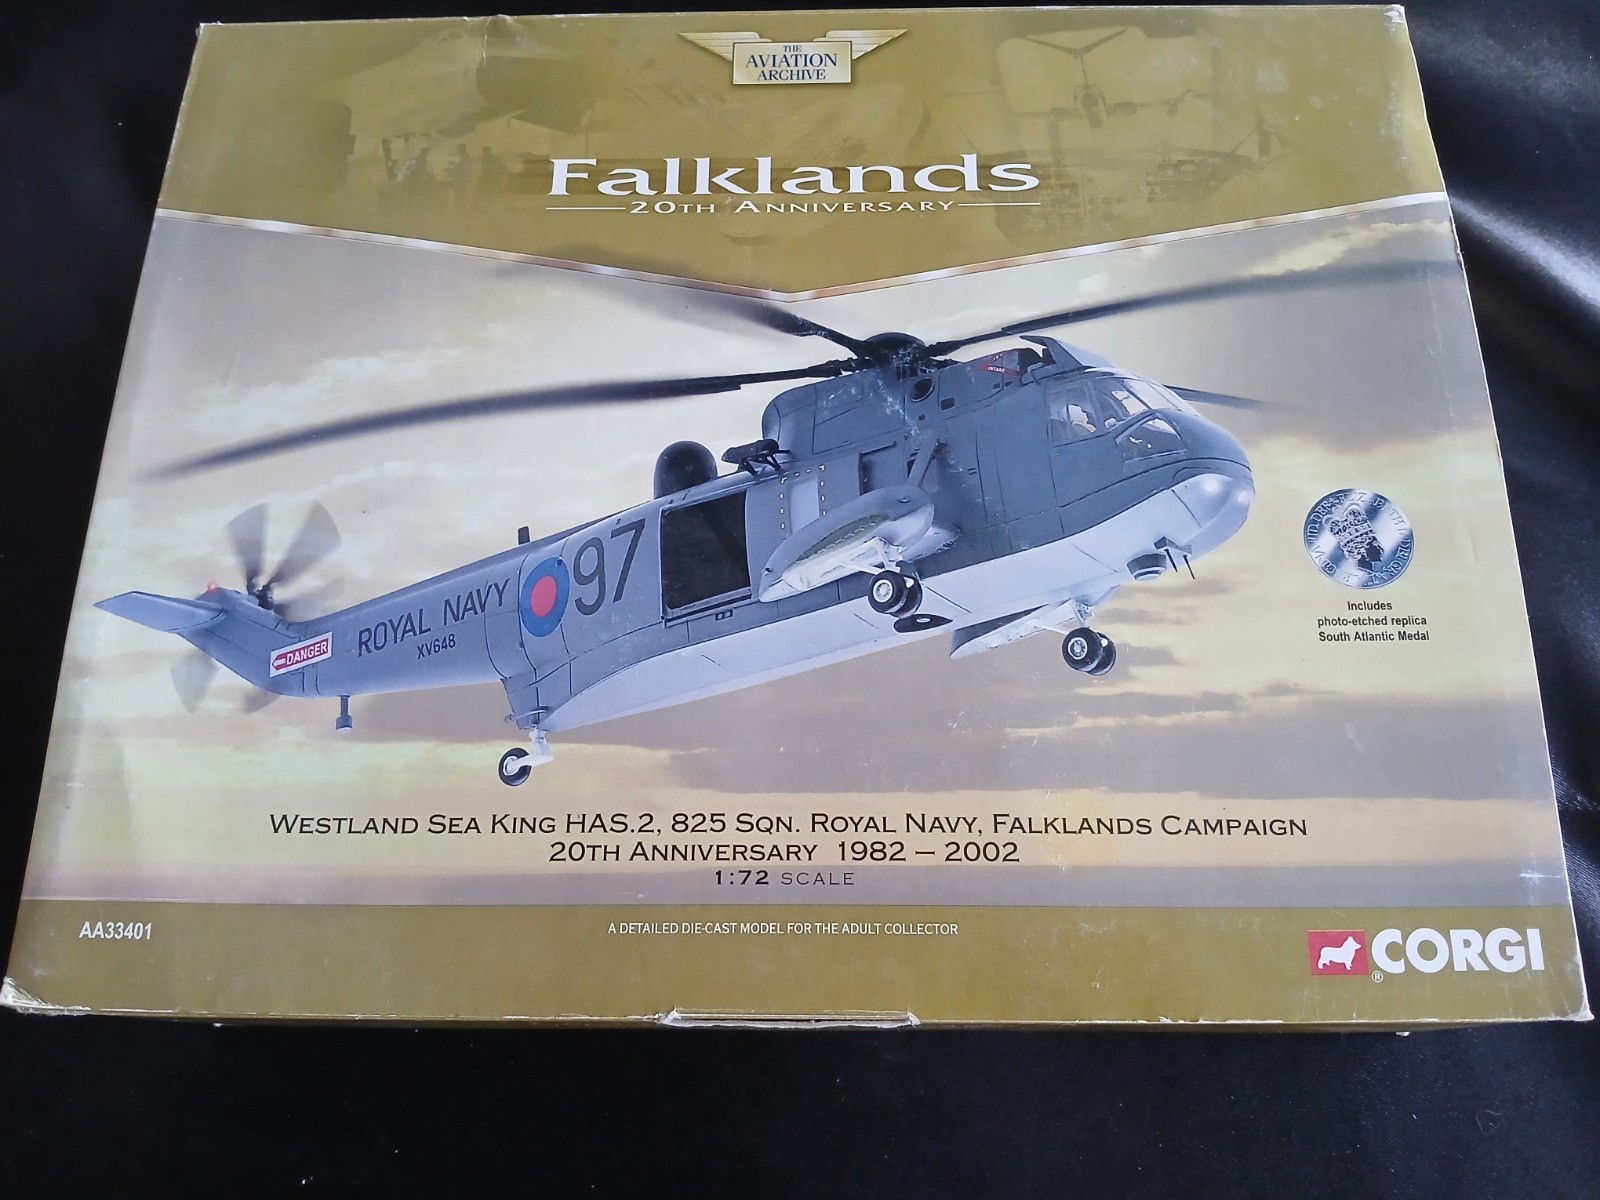 THE
AVIATION
ARCHIVE
Falklands
20TH ANNIVERSARY
INTAKE
97
ROYAL NAVY
XV648
DANGER
Includes
photo-etched replica
South Atlantic Medal
WESTLAND SEA KING HAS.2, 825 SQN. ROYAL NAVY, FALKLANDS CAMPAIGN
20TH ANNIVERSARY 1982 – 2002
1:72 SCALE
AA33401
A DETAILED DIE-CAST MODEL FOR THE ADULT COLLECTOR
CORGI
®